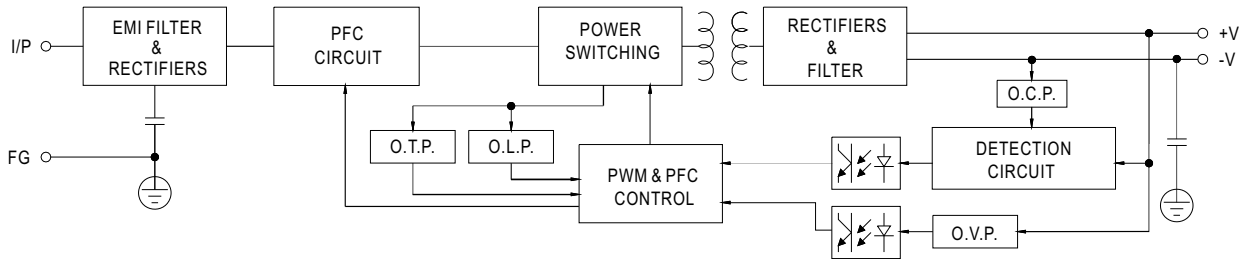 I/P
EMI FILTER
&
RECTIFIERS
PFC
CIRCUIT
POWER
SWITCHING
RECTIFIERS
&
FILTER
+V
-V
O.C.P.
FG
O.T.P.
O.L.P.
PWM & PFC
CONTROL
DETECTION
CIRCUIT
O.V.P.